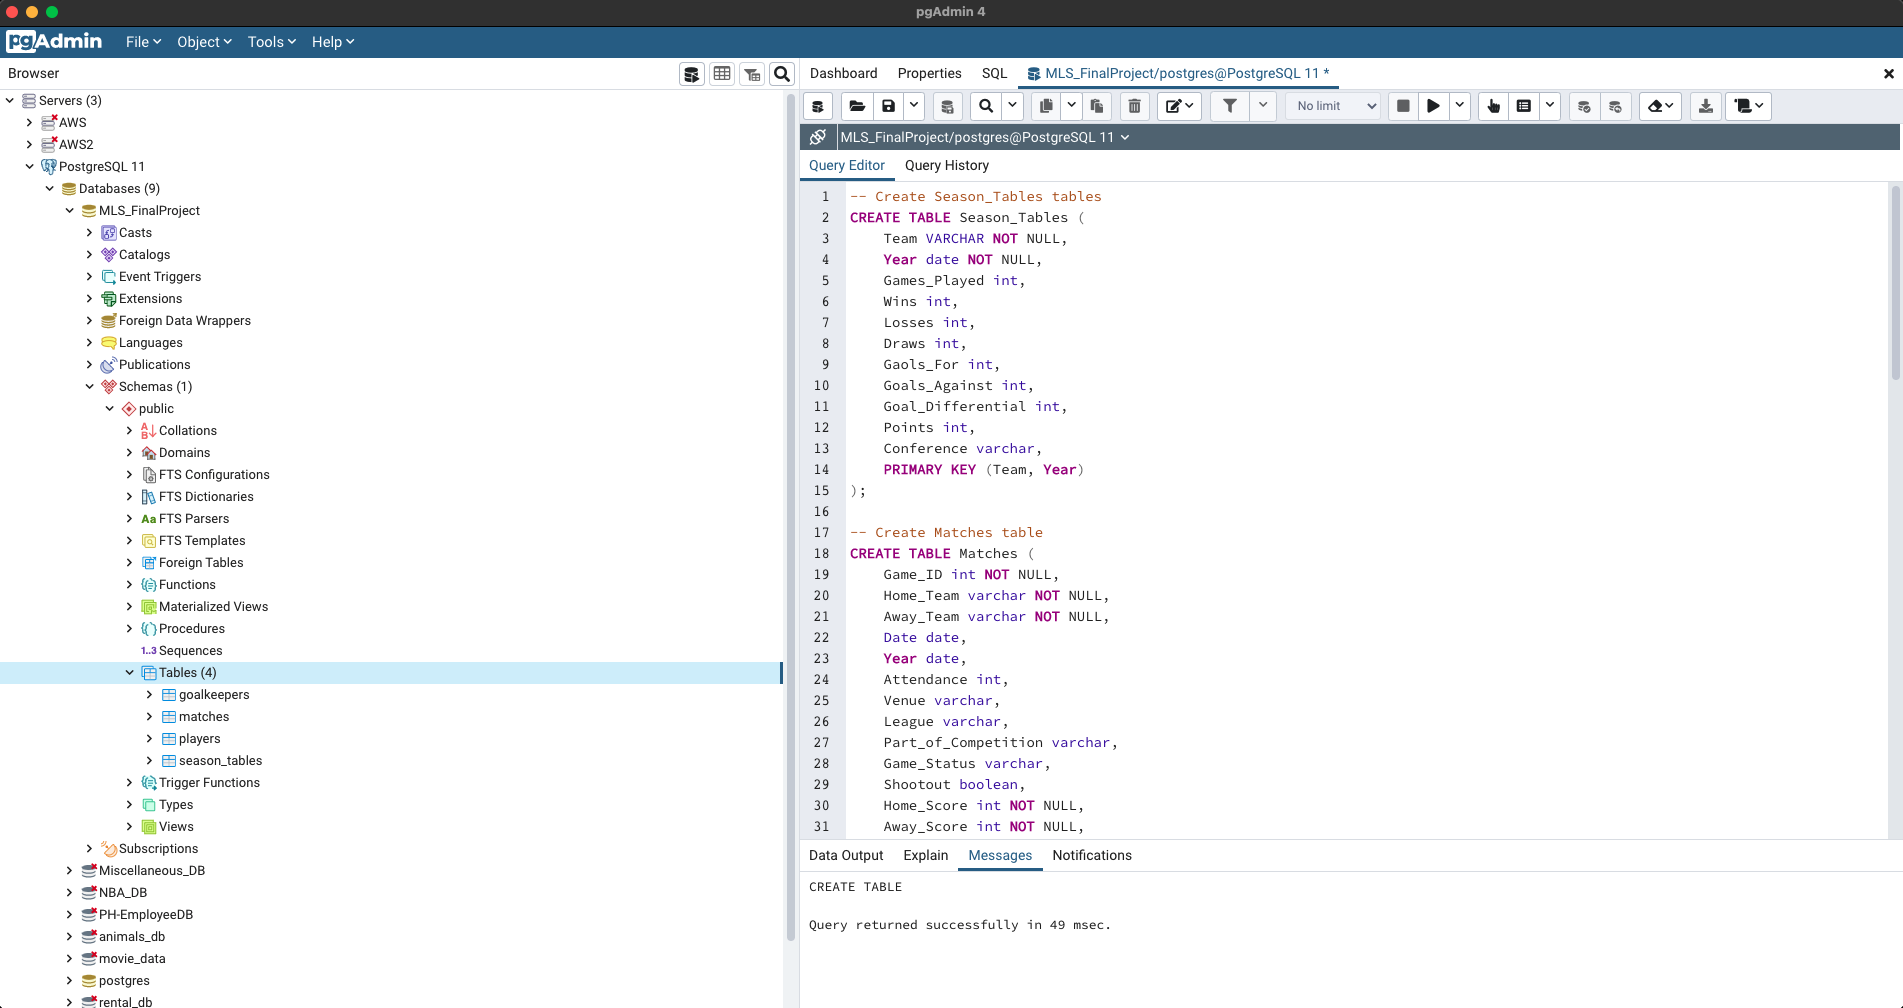 pgAdmin 4
pgAdmin File Object Tools Help
Browser
Servers (3)
AWS
AWS2
PostgreSQL 11
Databases (9)
MLS_FinalProject
Casts
Catalogs
Event Triggers
Extensions
Foreign Data Wrappers
Languages
Publications
Schemas (1)
public
Collations
Domains
FTS Configurations
FTS Dictionaries
Aa FTS Parsers
FTS Templates
Foreign Tables
Functions
Materialized Views
Procedures
1..3 Sequences
Tables (4)
goalkeepers
matches
players
season_tables
Trigger Functions
Types
Views
Subscriptions
Miscellaneous_DB
NBA_DB
PH-EmployeeDB
animals_db
movie_data
postgres
rental_db
Dashboard Properties SQL MLS_FinalProject/postgres@PostgreSQL 11 *
No limit
MLS_FinalProject/postgres@PostgreSQL 11
Query Editor Query History
1 -- Create Season_Tables tables
2 CREATE TABLE Season_Tables (
3 Team VARCHAR NOT NULL,
4 Year date NOT NULL,
5 Games_Played int,
6 Wins int,
7 Losses int,
8 Draws int,
9 Gaols_For int,
10 Goals_Against int,
11 Goal_Differential int,
12 Points int,
13 Conference varchar,
14 PRIMARY KEY (Team, Year)
15 );
16
17 -- Create Matches table
18 CREATE TABLE Matches (
19 Game_ID int NOT NULL,
20 Home_Team varchar NOT NULL,
21 Away_Team varchar NOT NULL,
22 Date date,
23 Year date,
24 Attendance int,
25 Venue varchar,
26 League varchar,
27 Part_of_Competition varchar,
28 Game_Status varchar,
29 Shootout boolean,
30 Home_Score int NOT NULL,
31 Away_Score int NOT NULL,
Data Output Explain Messages Notifications
CREATE TABLE
Query returned successfully in 49 msec.